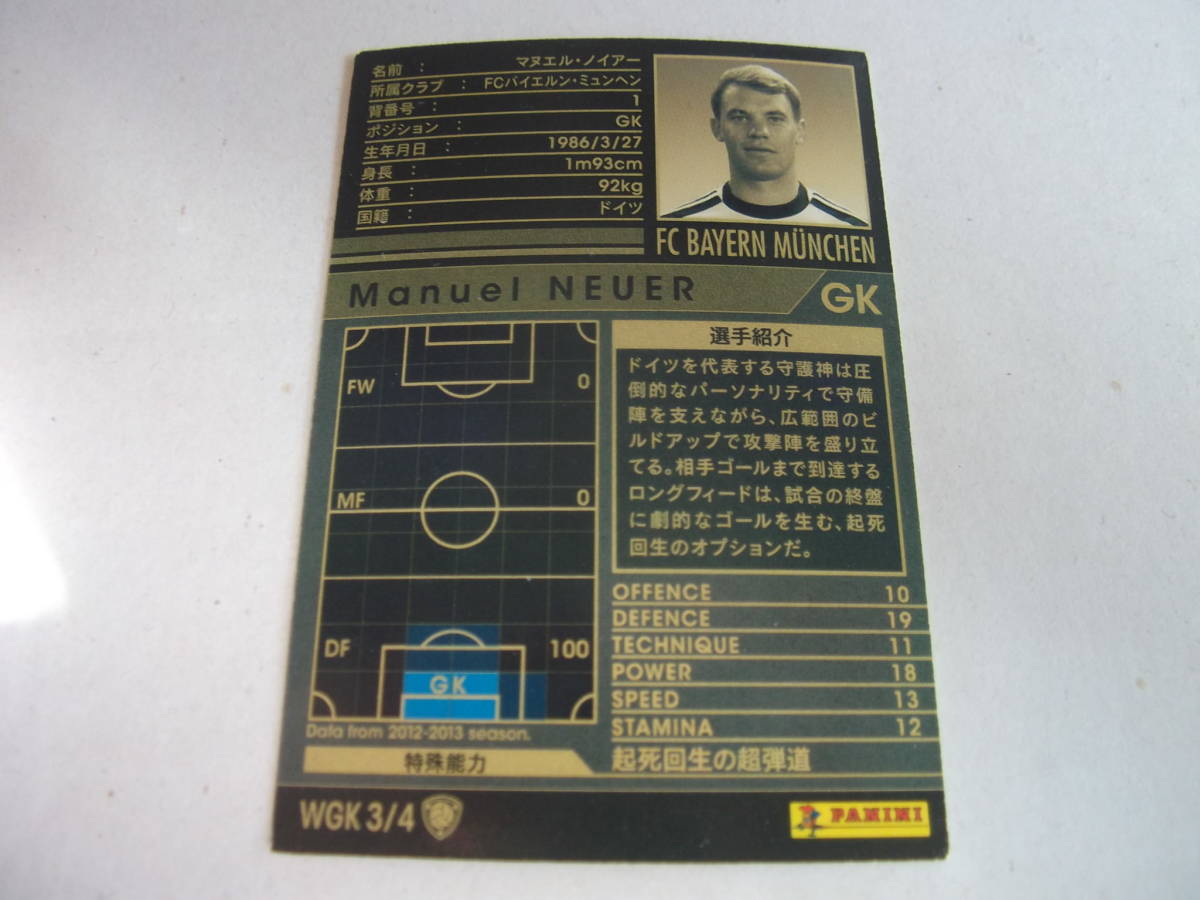 名前 : マヌエル・ノイアー
所属クラブ : FCバイエルン・ミュンヘン
背番号 : 1
ポジション : GK
生年月日 : 1986/3/27
身長 : 1m93cm
体重 : 92kg
国籍 : ドイツ
FC BAYERN MÜNCHEN
Manuel NEUER
GK
FW 0
MF 0
DF 100
GK
Data from 2012-2013 season.
選手紹介
ドイツを代表する守護神は圧
倒的なパーソナリティで守備
陣を支えながら、広範囲のビ
ルドアップで攻撃陣を盛り立
てる。相手ゴールまで到達する
ロングフィードは、試合の終盤
に劇的なゴールを生む、起死
回生のオプションだ。
OFFENCE 10
DEFENCE 19
TECHNIQUE 11
POWER 18
SPEED 13
STAMINA 12
特殊能力 起死回生の超弾道
WGK 3/4
PANINI